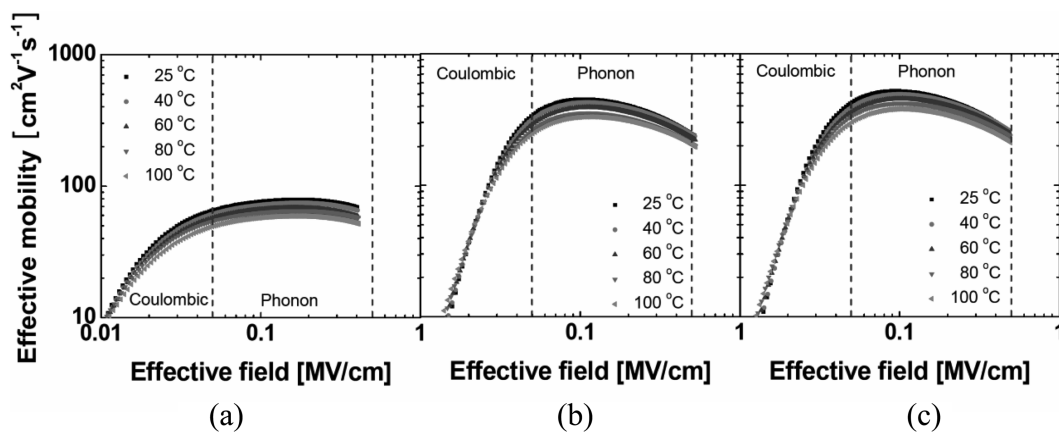 Effective mobility [cm²V⁻¹s⁻¹]
1000
100
10
25 °C
40 °C
60 °C
80 °C
100 °C
Coulombic Phonon
0.01 0.1 1
Effective field [MV/cm]
(a)
Coulombic Phonon
25 °C
40 °C
60 °C
80 °C
100 °C
0.1 1
Effective field [MV/cm]
(b)
Coulombic Phonon
25 °C
40 °C
60 °C
80 °C
100 °C
0.1 1
Effective field [MV/cm]
(c)